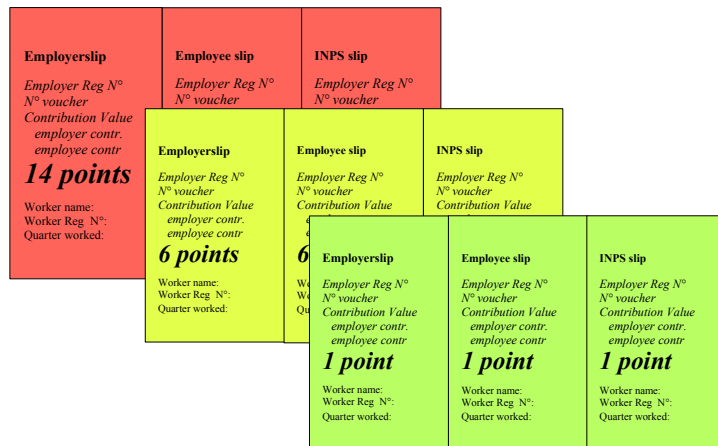 Employerslip
Employer Reg N°
N° voucher
Contribution Value
employer contr.
employee contr
14 points
Worker name:
Worker Reg N°:
Quarter worked:
Employee slip
Employer Reg N°
N° voucher
INPS slip
Employer Reg N°
N° voucher
Employerslip
Employer Reg N°
N° voucher
Contribution Value
employer contr.
employee contr
6 points
Worker name:
Worker Reg N°:
Quarter worked:
Employee slip
Employer Reg N°
N° voucher
Contribution Value
6
INPS slip
Employer Reg N°
N° voucher
Contribution Value
Employerslip
Employer Reg N°
N° voucher
Contribution Value
employer contr.
employee contr
1 point
Worker name:
Worker Reg N°:
Quarter worked:
Employee slip
Employer Reg N°
N° voucher
Contribution Value
employer contr.
employee contr
1 point
Worker name:
Worker Reg N°:
Quarter worked:
INPS slip
Employer Reg N°
N° voucher
Contribution Value
employer contr.
employee contr
1 point
Worker name:
Worker Reg N°:
Quarter worked: